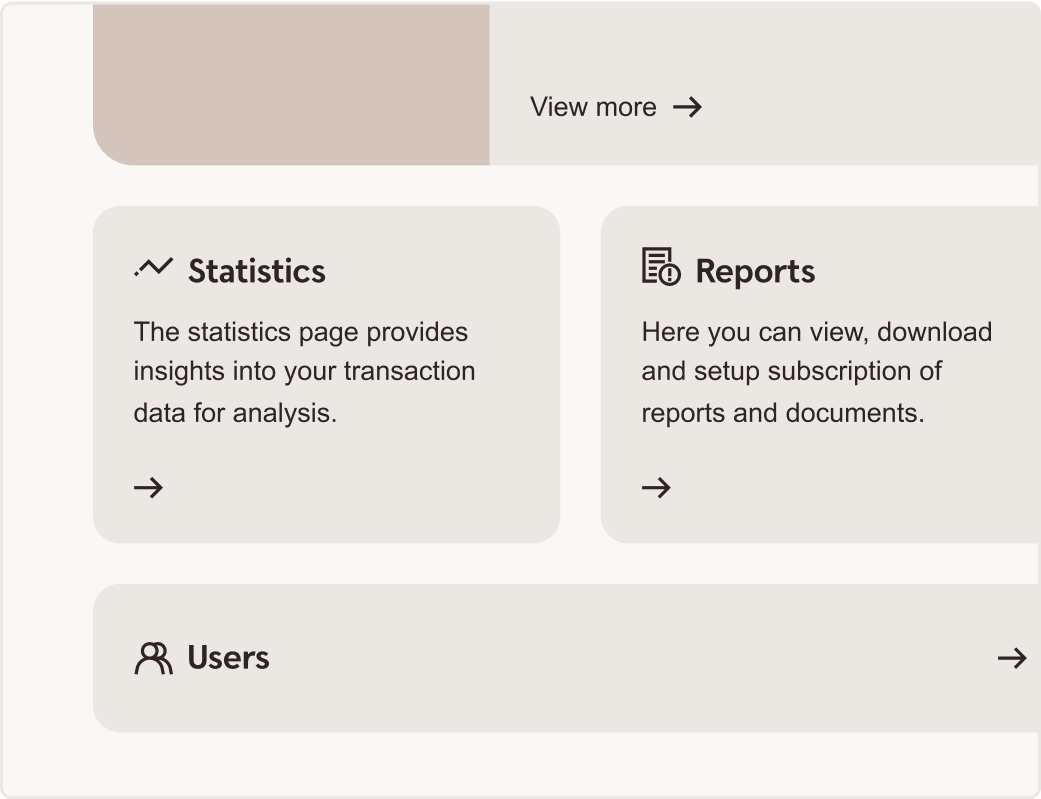 View more
Statistics
The statistics page provides
insights into your transaction
data for analysis.
Reports
Here you can view, download
and setup subscription of
reports and documents.
Users